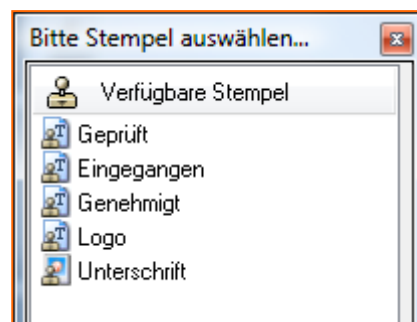 Bitte Stempel auswählen...
Verfügbare Stempel
Geprüft
Eingegangen
Genehmigt
Logo
Unterschrift